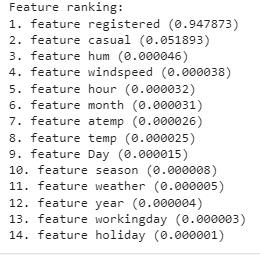 Feature ranking:
1. feature registered (0.947873)
2. feature casual (0.051893)
3. feature hum (0.000046)
4. feature windspeed (0.000038)
5. feature hour (0.000032)
6. feature month (0.000031)
7. feature atemp (0.000026)
8. feature temp (0.000025)
9. feature Day (0.000015)
10. feature season (0.000008)
11. feature weather (0.000005)
12. feature year (0.000004)
13. feature workingday (0.000003)
14. feature holiday (0.000001)